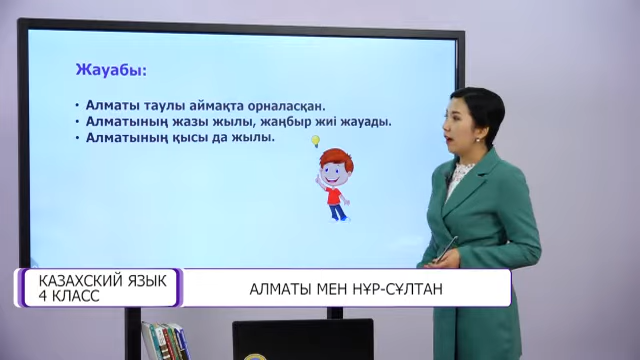 Жауабы:
• Алматы таулы аймақта орналасқан.
• Алматының жазы жылы, жаңбыр жиі жауады.
• Алматының қысы да жылы.
КАЗАХСКИЙ ЯЗЫК
4 КЛАСС
АЛМАТЫ МЕН НҰР-СҰЛТАН